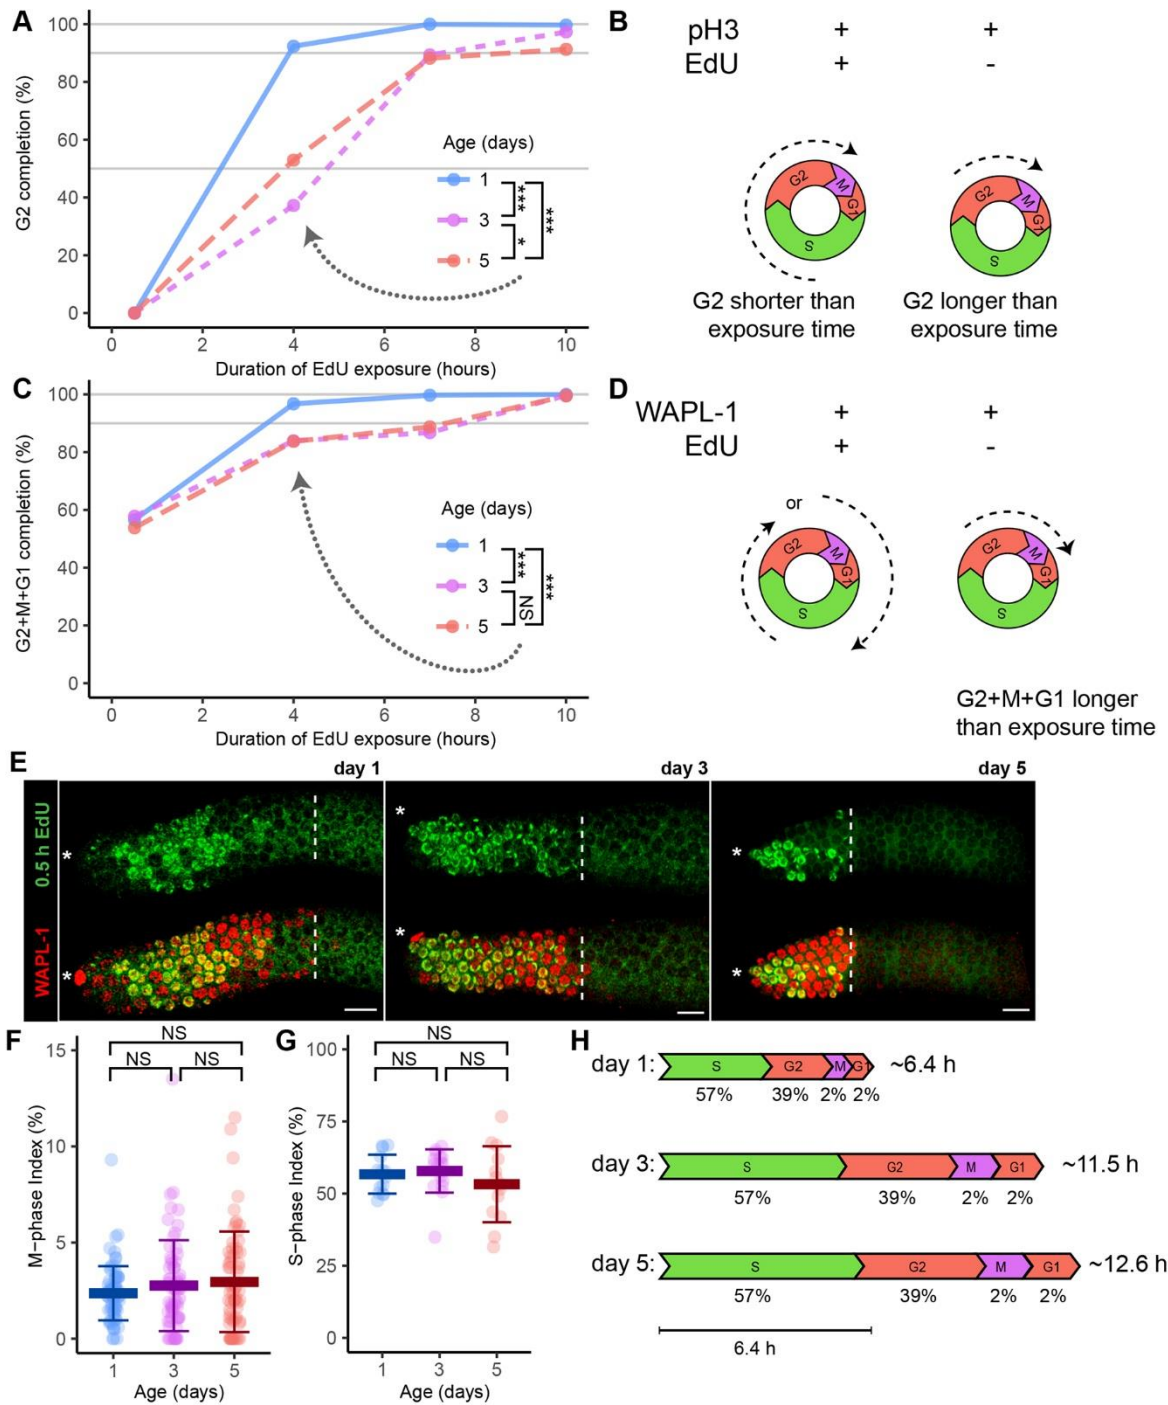 A
G2 completion (%)
100
80
60
40
20
0
0 2 4 6 8 10
Duration of EdU exposure (hours)
Age (days)
1
3
5
***
***
*
B
pH3 + +
EdU + -
G2 M G1 S
G2 M G1 S
G2 shorter than
exposure time
G2 longer than
exposure time
C
G2+M+G1 completion (%)
100
80
60
40
20
0
0 2 4 6 8 10
Duration of EdU exposure (hours)
Age (days)
1
3
5
***
***
NS
D
WAPL-1 + +
EdU + -
or
G2 M G1 S
G2 M G1 S
G2+M+G1 longer
than exposure time
E
day 1 day 3 day 5
0.5 h EdU
WAPL-1
* * *
* * *
F
M-phase Index (%)
15
10
5
0
NS
NS NS
1 3 5
Age (days)
G
S-phase Index (%)
100
75
50
25
0
NS
NS NS
1 3 5
Age (days)
H
day 1: S G2 M G1 ~6.4 h
57% 39% 2% 2%
day 3: S G2 M G1 ~11.5 h
57% 39% 2% 2%
day 5: S G2 M G1 ~12.6 h
57% 39% 2% 2%
6.4 h